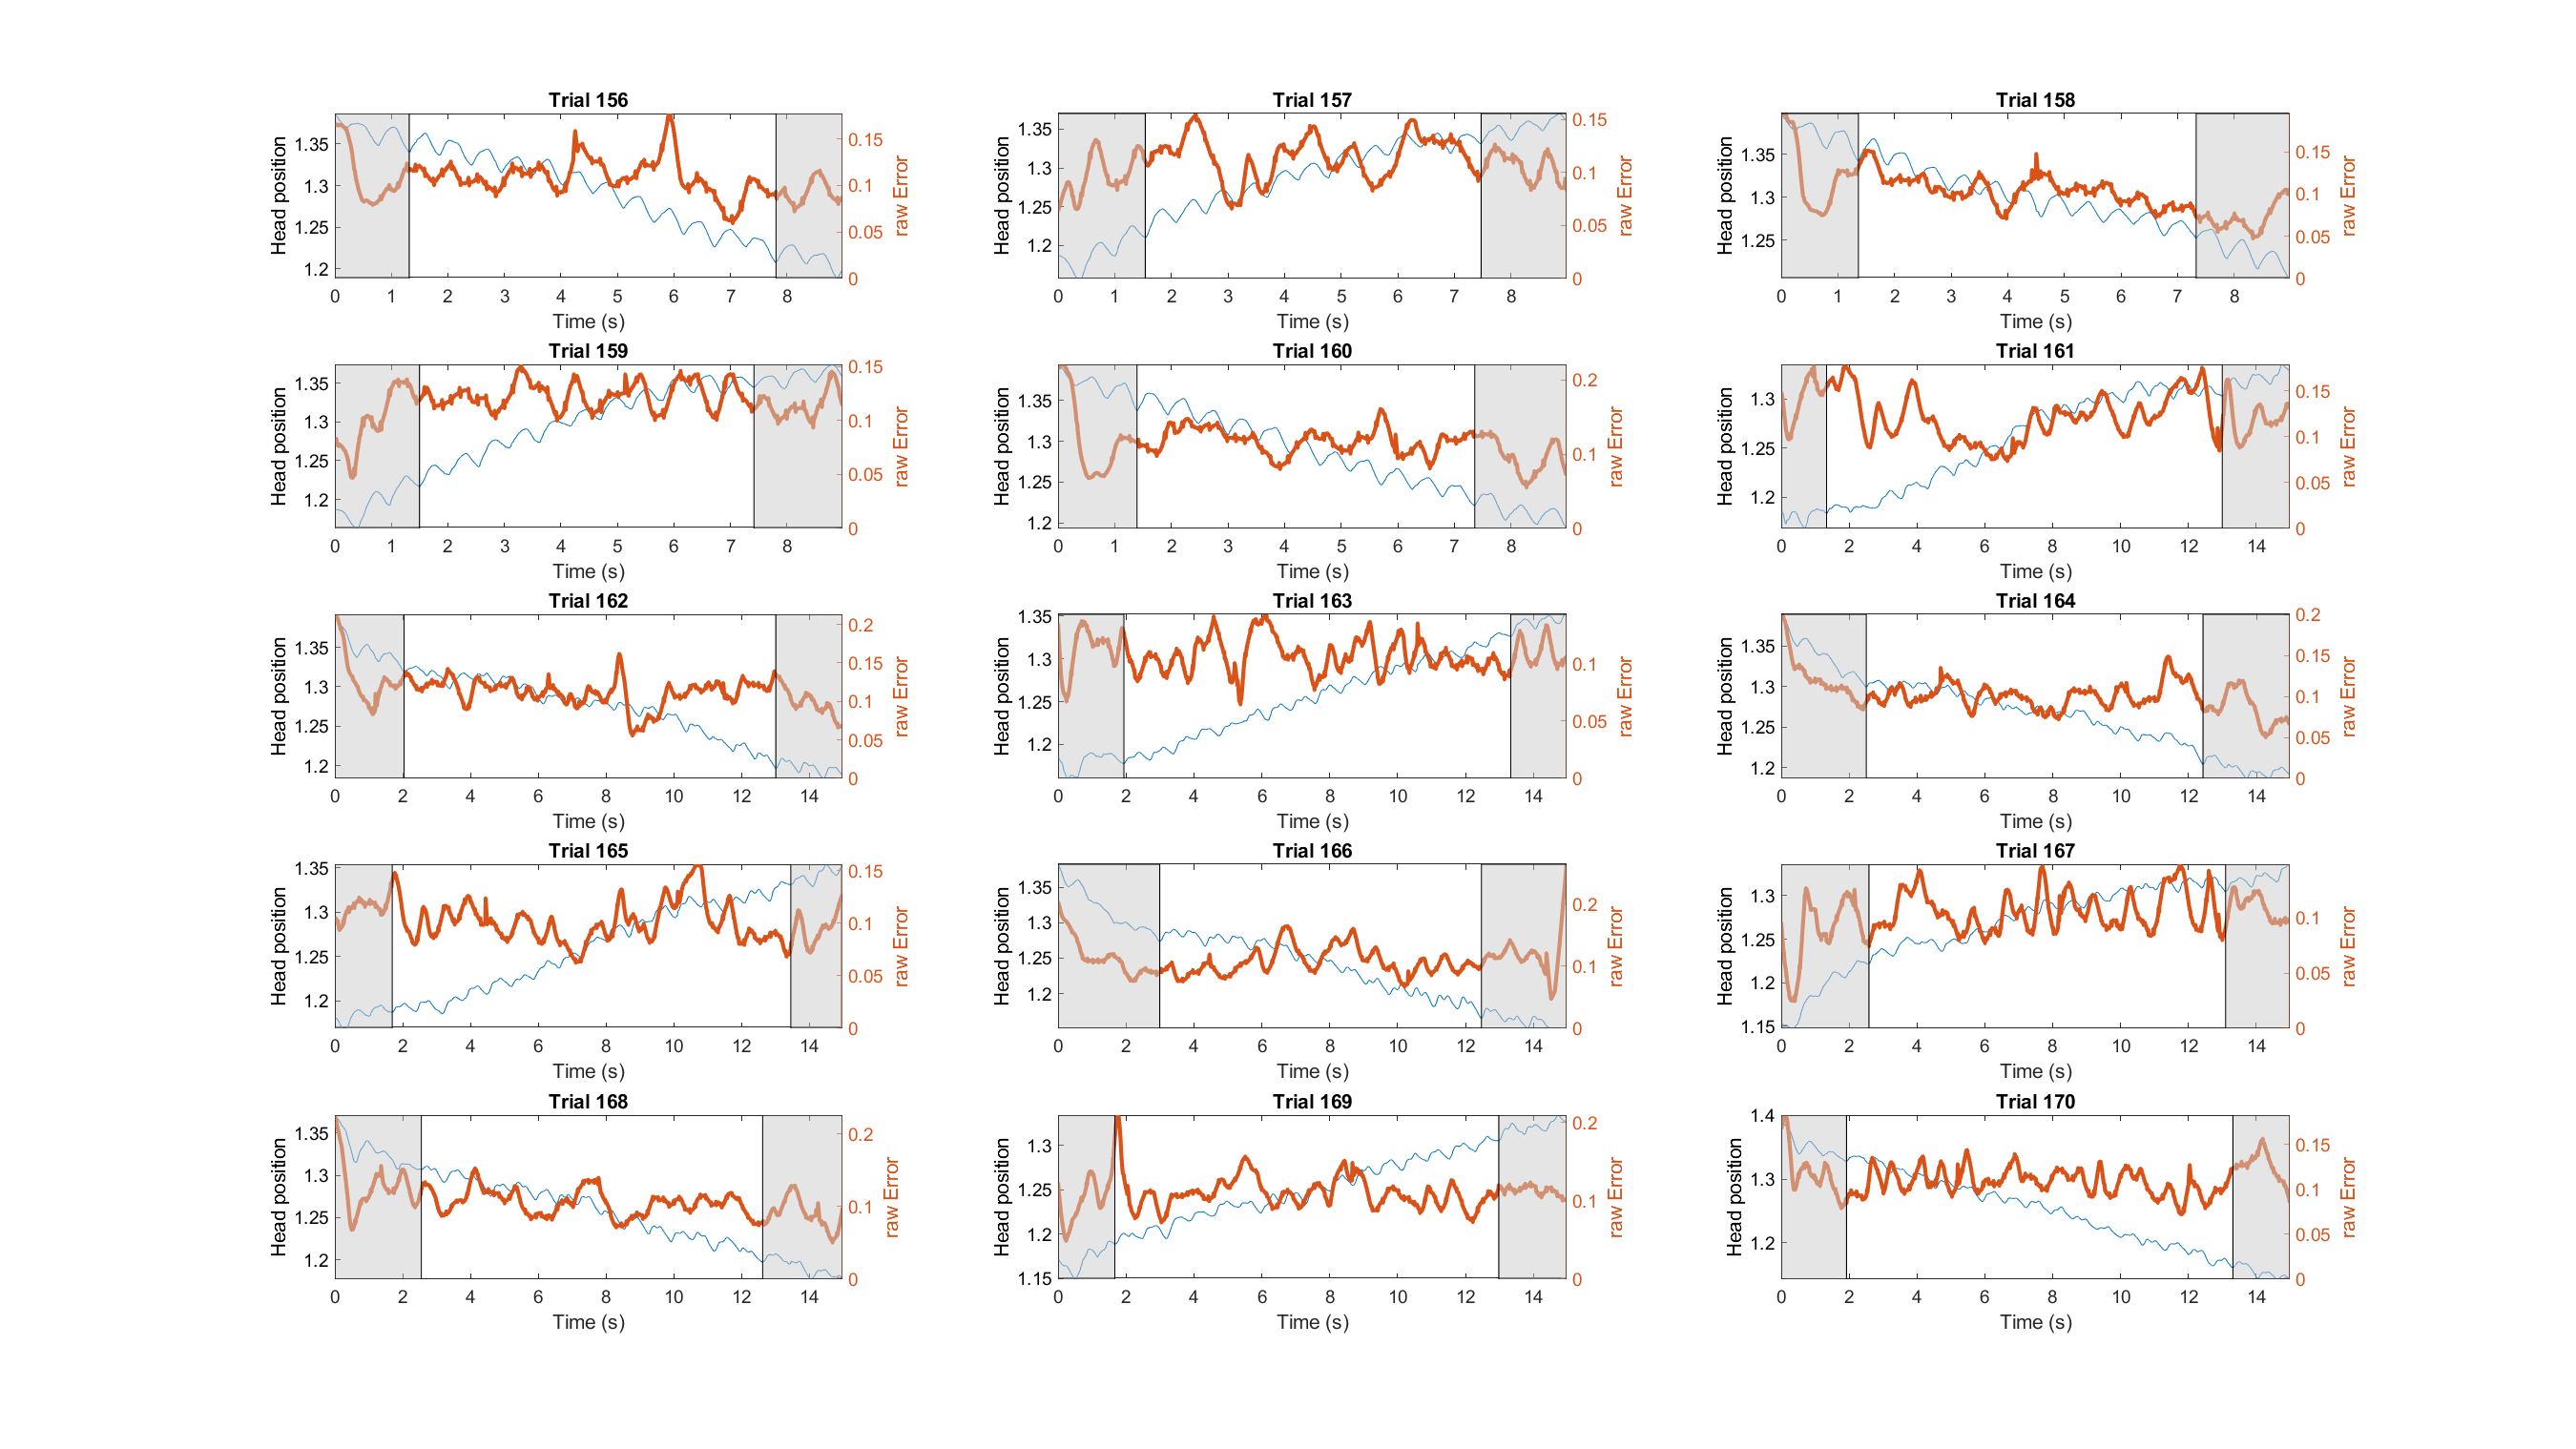 Trial 156
Head position
1.35
1.3
1.25
1.2
0.15
0.1
0.05
0
raw Error
0 1 2 3 4 5 6 7 8
Time (s)
Trial 157
Head position
1.35
1.3
1.25
1.2
0.15
0.1
0.05
0
raw Error
0 1 2 3 4 5 6 7 8
Time (s)
Trial 158
Head position
1.35
1.3
1.25
0.15
0.1
0.05
0
raw Error
0 1 2 3 4 5 6 7 8
Time (s)
Trial 159
Head position
1.35
1.3
1.25
1.2
0.15
0.1
0.05
0
raw Error
0 1 2 3 4 5 6 7 8
Time (s)
Trial 160
Head position
1.35
1.3
1.25
1.2
0.2
0.1
0
raw Error
0 1 2 3 4 5 6 7 8
Time (s)
Trial 161
Head position
1.3
1.25
1.2
0.15
0.1
0.05
0
raw Error
0 2 4 6 8 10 12 14
Time (s)
Trial 162
Head position
1.35
1.3
1.25
1.2
0.2
0.15
0.1
0.05
0
raw Error
0 2 4 6 8 10 12 14
Time (s)
Trial 163
Head position
1.35
1.3
1.25
1.2
0.1
0.05
0
raw Error
0 2 4 6 8 10 12 14
Time (s)
Trial 164
Head position
1.35
1.3
1.25
1.2
0.2
0.15
0.1
0.05
0
raw Error
0 2 4 6 8 10 12 14
Time (s)
Trial 165
Head position
1.35
1.3
1.25
1.2
0.15
0.1
0.05
0
raw Error
0 2 4 6 8 10 12 14
Time (s)
Trial 166
Head position
1.35
1.3
1.25
1.2
0.2
0.1
0
raw Error
0 2 4 6 8 10 12 14
Time (s)
Trial 167
Head position
1.3
1.25
1.2
1.15
0.1
0.05
0
raw Error
0 2 4 6 8 10 12 14
Time (s)
Trial 168
Head position
1.35
1.3
1.25
1.2
0.2
0.1
0
raw Error
0 2 4 6 8 10 12 14
Time (s)
Trial 169
Head position
1.3
1.25
1.2
1.15
0.2
0.1
0
raw Error
0 2 4 6 8 10 12 14
Time (s)
Trial 170
Head position
1.4
1.3
1.2
0.15
0.1
0.05
0
raw Error
0 2 4 6 8 10 12 14
Time (s)